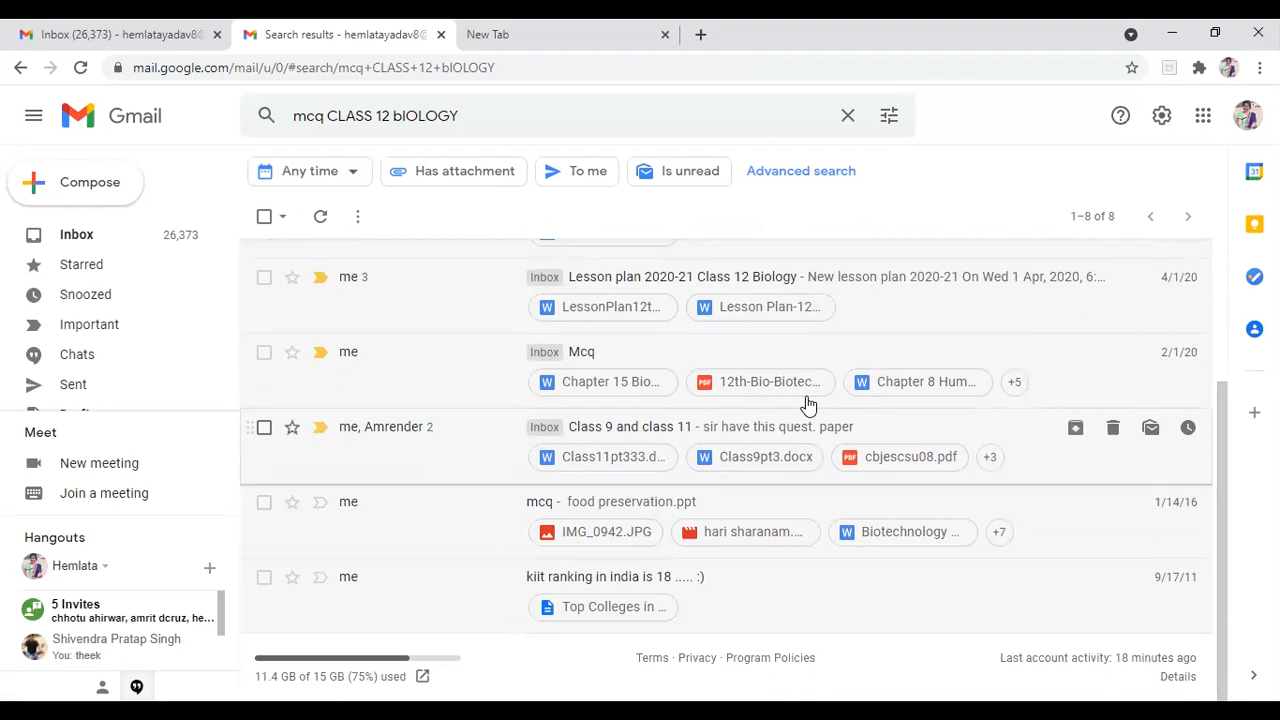 Inbox (26,373) - hemlatayadav8@
Search results - hemlatayadav8@
New Tab
mail.google.com/mail/u/0/#search/mcq+CLASS+12+bIOLOGY
Gmail
mcq CLASS 12 bIOLOGY
Compose
Any time
Has attachment
To me
Is unread
Advanced search
1–8 of 8
Inbox 26,373
Starred
Snoozed
Important
Chats
Sent
Meet
New meeting
Join a meeting
Hangouts
Hemlata
5 Invites
chhotu ahirwar, amrit dcruz, he...
Shivendra Pratap Singh
You: theek
me 3 Inbox Lesson plan 2020-21 Class 12 Biology - New lesson plan 2020-21 On Wed 1 Apr, 2020, 6:... 4/1/20
W LessonPlan12t... W Lesson Plan-12...
me Inbox Mcq 2/1/20
W Chapter 15 Bio... PDF 12th-Bio-Biotec... W Chapter 8 Hum... +5
me, Amrender 2 Inbox Class 9 and class 11 - sir have this quest. paper
W Class11pt333.d... W Class9pt3.docx PDF cbjescsu08.pdf +3
me mcq - food preservation.ppt 1/14/16
IMG_0942.JPG hari sharanam.... W Biotechnology ... +7
me kiit ranking in india is 18 ..... :) 9/17/11
Top Colleges in ...
11.4 GB of 15 GB (75%) used
Terms · Privacy · Program Policies
Last account activity: 18 minutes ago
Details